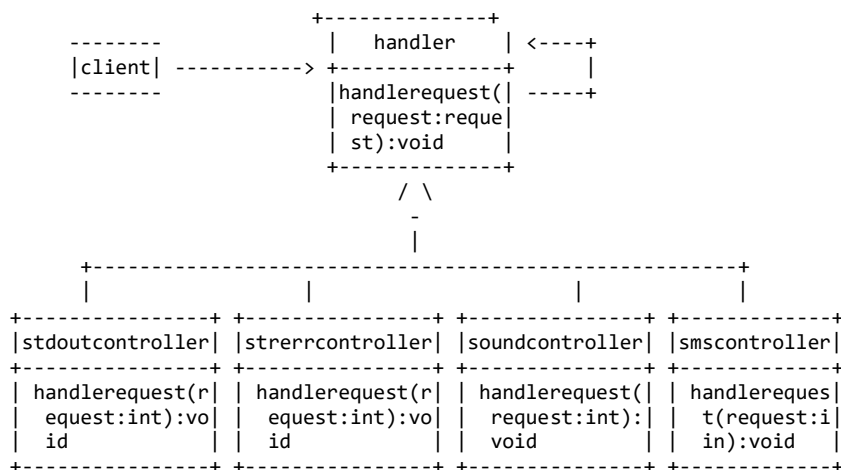 handler
client
handlerequest(
request:reque
st):void
stdoutcontroller strerrcontroller soundcontroller smscontroller
handlerequest(r handlerequest(r handlerequest( handlereques
equest:int):vo equest:int):vo request:int): t(request:i
id id void in):void